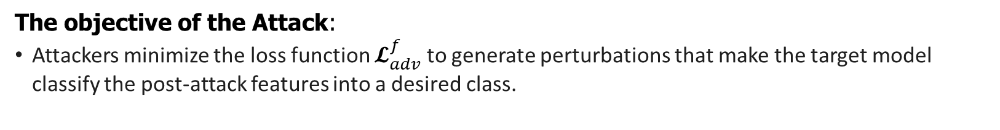 The objective of the Attack:
• Attackers minimize the loss function 𝓛ᶠ_adv to generate perturbations that make the target model
classify the post-attack features into a desired class.